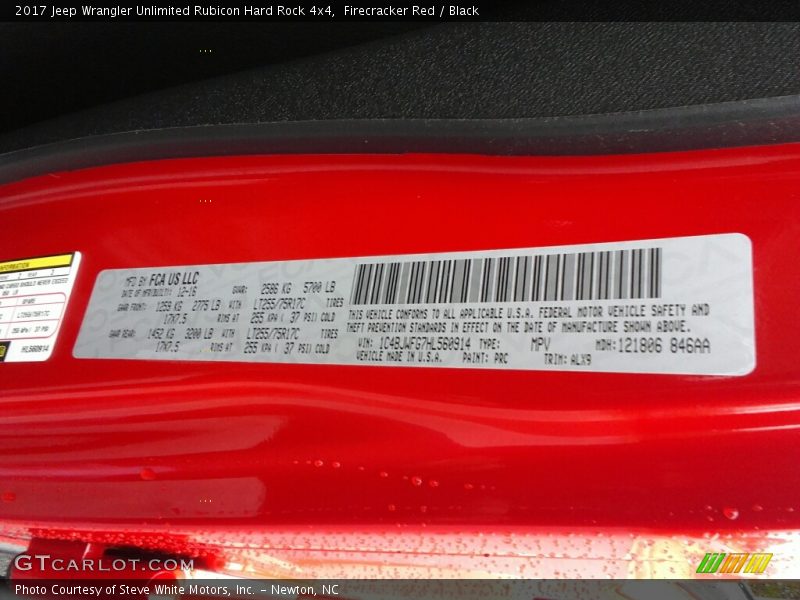 2017 Jeep Wrangler Unlimited Rubicon Hard Rock 4x4, Firecracker Red / Black
MFD BY FCA US LLC
DATE OF MFR/BUILT: 12-16 GVWR: 2586 KG 5700 LB
GAWR FRONT: 1259 KG 2775 LB WITH LT255/75R17C TIRES
17X7.5 RIMS AT 255 KPA ( 37 PSI) COLD
GAWR REAR: 1452 KG 3200 LB WITH LT255/75R17C TIRES
17X7.5 RIMS AT 255 KPA ( 37 PSI) COLD
THIS VEHICLE CONFORMS TO ALL APPLICABLE U.S.A. FEDERAL MOTOR VEHICLE SAFETY AND
THEFT PREVENTION STANDARDS IN EFFECT ON THE DATE OF MANUFACTURE SHOWN ABOVE.
VIN: 1C4BJWFG7HL560914 TYPE: MPV MDH:121806 846AA
VEHICLE MADE IN U.S.A. PAINT: PRC TRIM: ALX9
HL560914
GTCARLOT.COM
Photo Courtesy of Steve White Motors, Inc. – Newton, NC